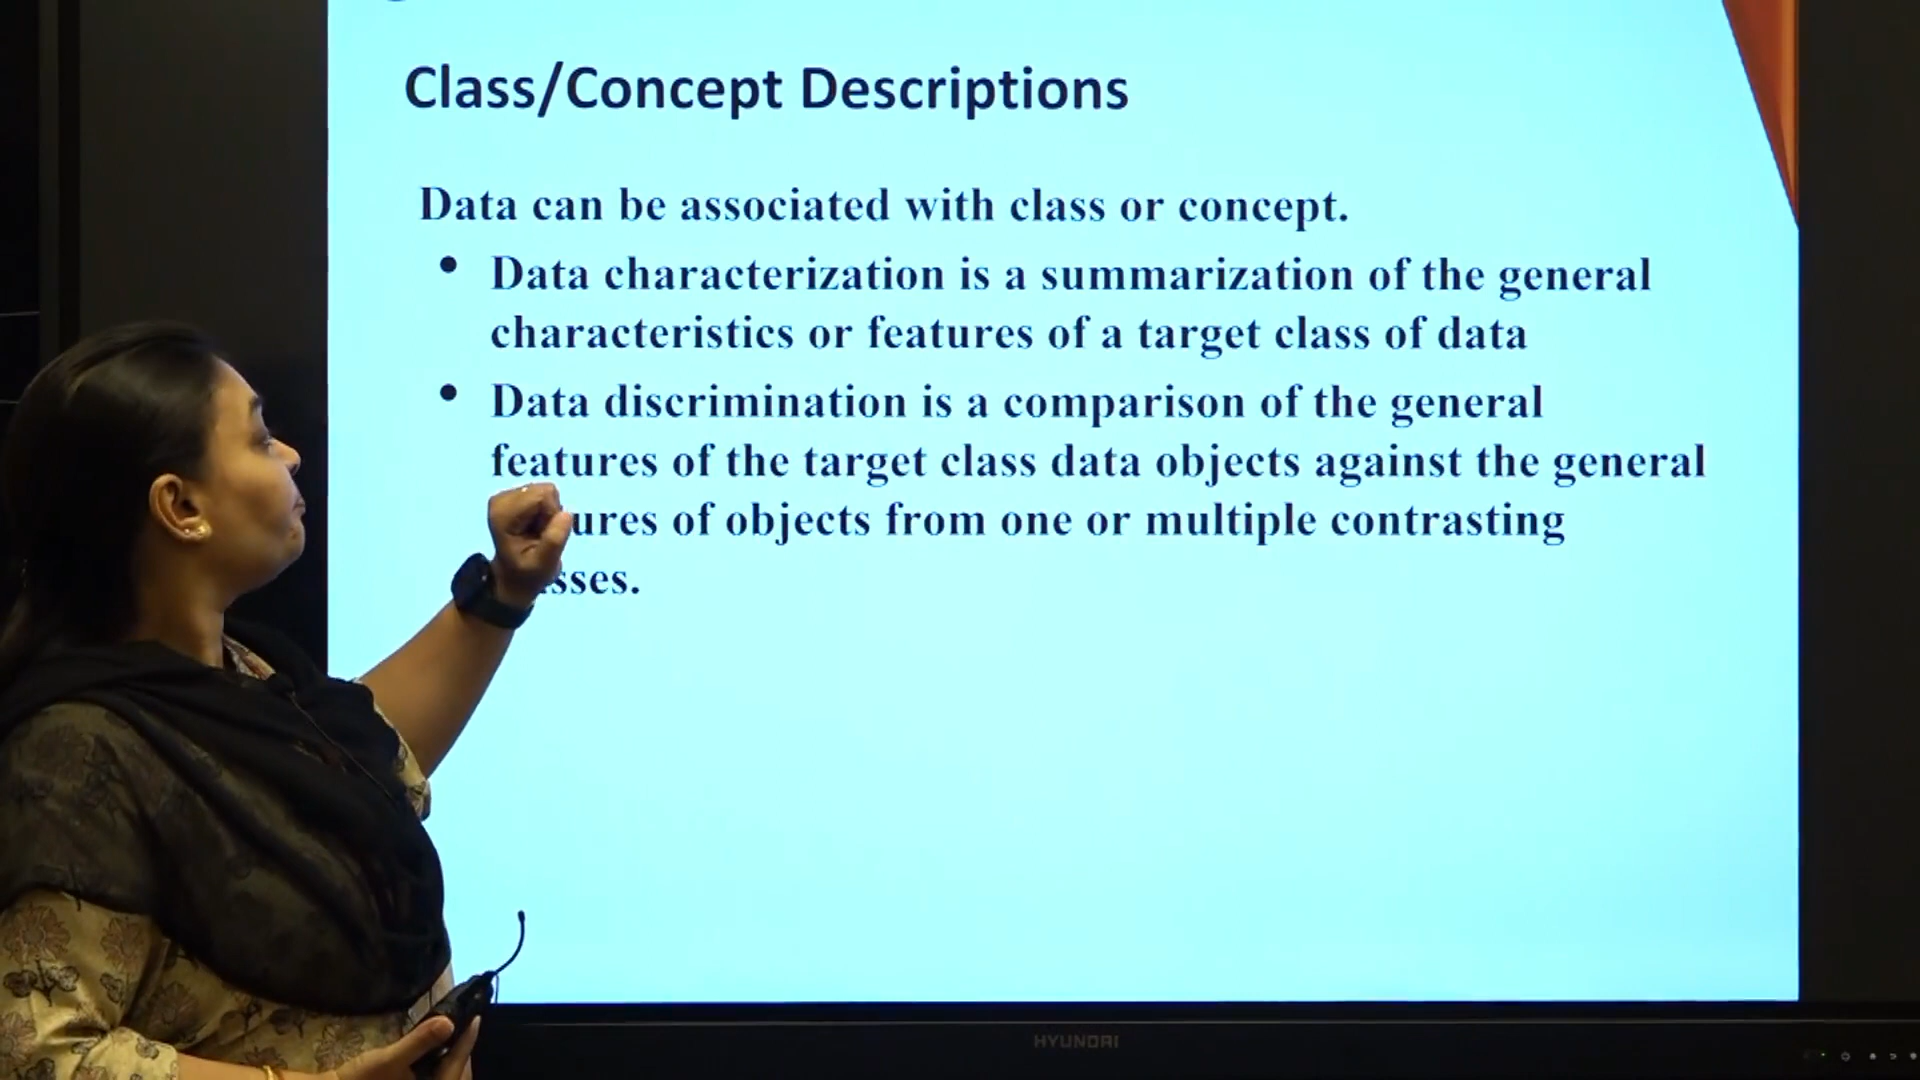 Class/Concept Descriptions
Data can be associated with class or concept.
• Data characterization is a summarization of the general
characteristics or features of a target class of data
• Data discrimination is a comparison of the general
features of the target class data objects against the general
of objects from one or multiple contrasting
HYUNDAI